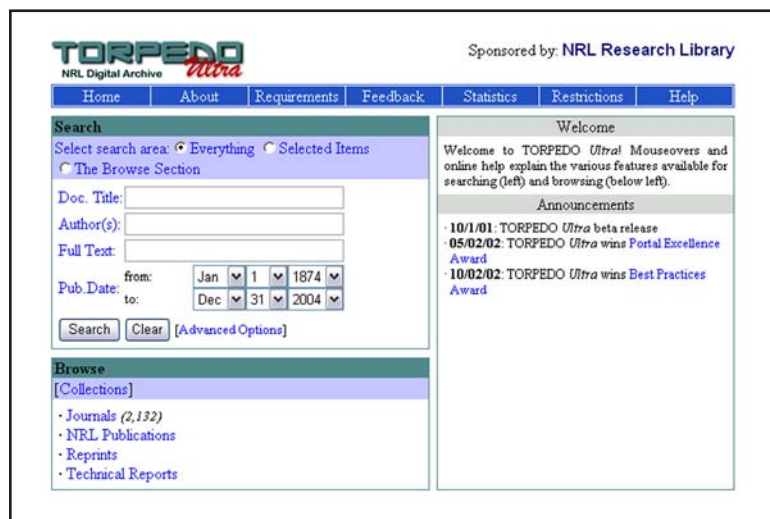 TORPEDO
NRL Digital Archive Ultra
Sponsored by: NRL Research Library
Home About Requirements Feedback Statistics Restrictions Help
Search
Select search area: Everything Selected Items
The Browse Section
Doc. Title:
Author(s):
Full Text:
Pub.Date: from: Jan 1 1874
to: Dec 31 2004
Search Clear [Advanced Options]
Browse
[Collections]
· Journals (2,132)
· NRL Publications
· Reprints
· Technical Reports
Welcome
Welcome to TORPEDO Ultra! Mouseovers and
online help explain the various features available for
searching (left) and browsing (below left).
Announcements
· 10/1/01: TORPEDO Ultra beta release
· 05/02/02: TORPEDO Ultra wins Portal Excellence
Award
· 10/02/02: TORPEDO Ultra wins Best Practices
Award